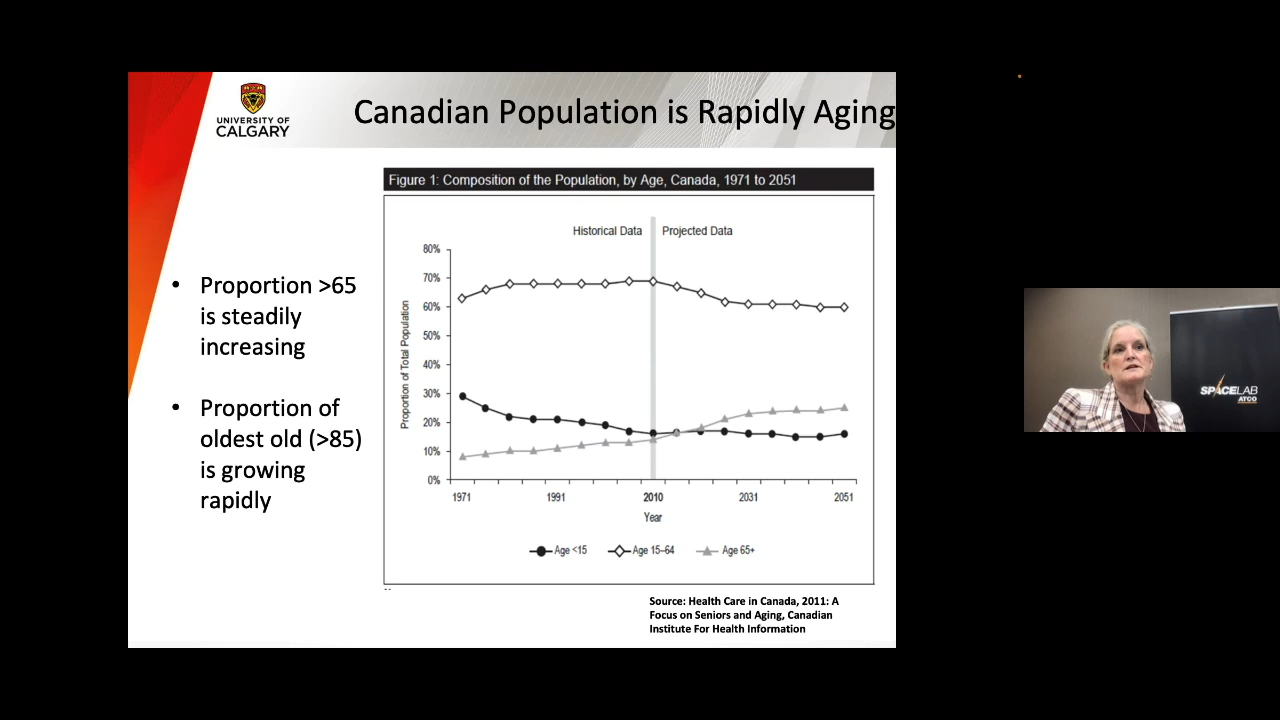 UNIVERSITY OF
CALGARY
Canadian Population is Rapidly Aging
• Proportion >65
is steadily
increasing
• Proportion of
oldest old (>85)
is growing
rapidly
Figure 1: Composition of the Population, by Age, Canada, 1971 to 2051
Historical Data
Projected Data
Proportion of Total Population
80%
70%
60%
50%
40%
30%
20%
10%
0%
1971 1991 2010 2031 2051
Year
Age <15 Age 15–64 Age 65+
Source: Health Care in Canada, 2011: A
Focus on Seniors and Aging, Canadian
Institute For Health Information
SPACELAB
ATCO